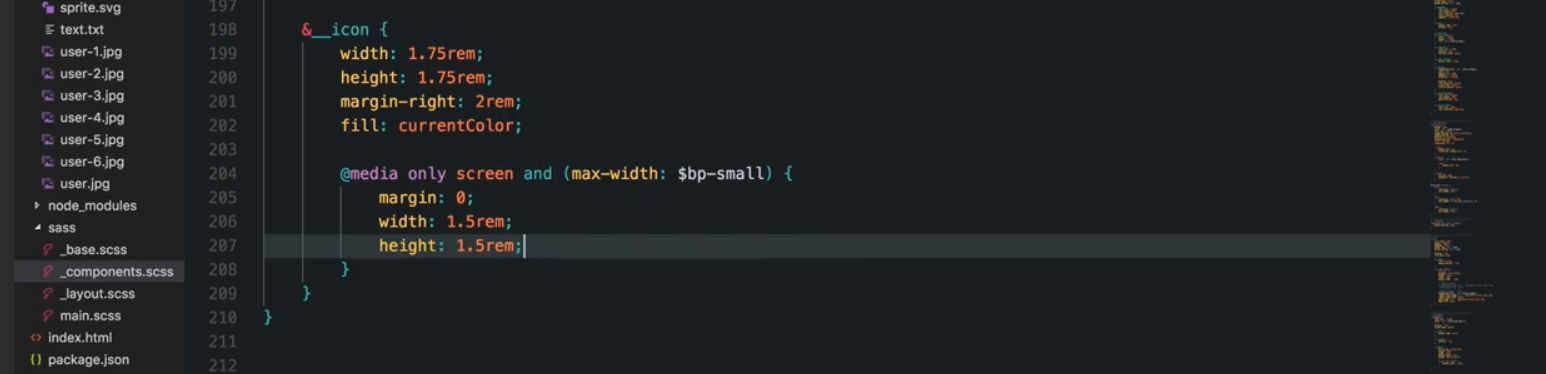 sprite.svg
text.txt
user-1.jpg
user-2.jpg
user-3.jpg
user-4.jpg
user-5.jpg
user-6.jpg
user.jpg
node_modules
sass
_base.scss
_components.scss
_layout.scss
main.scss
index.html
{} package.json
197
198 &__icon {
199 width: 1.75rem;
200 height: 1.75rem;
201 margin-right: 2rem;
202 fill: currentColor;
203
204 @media only screen and (max-width: $bp-small) {
205 margin: 0;
206 width: 1.5rem;
207 height: 1.5rem;
208 }
209 }
210 }
211
212